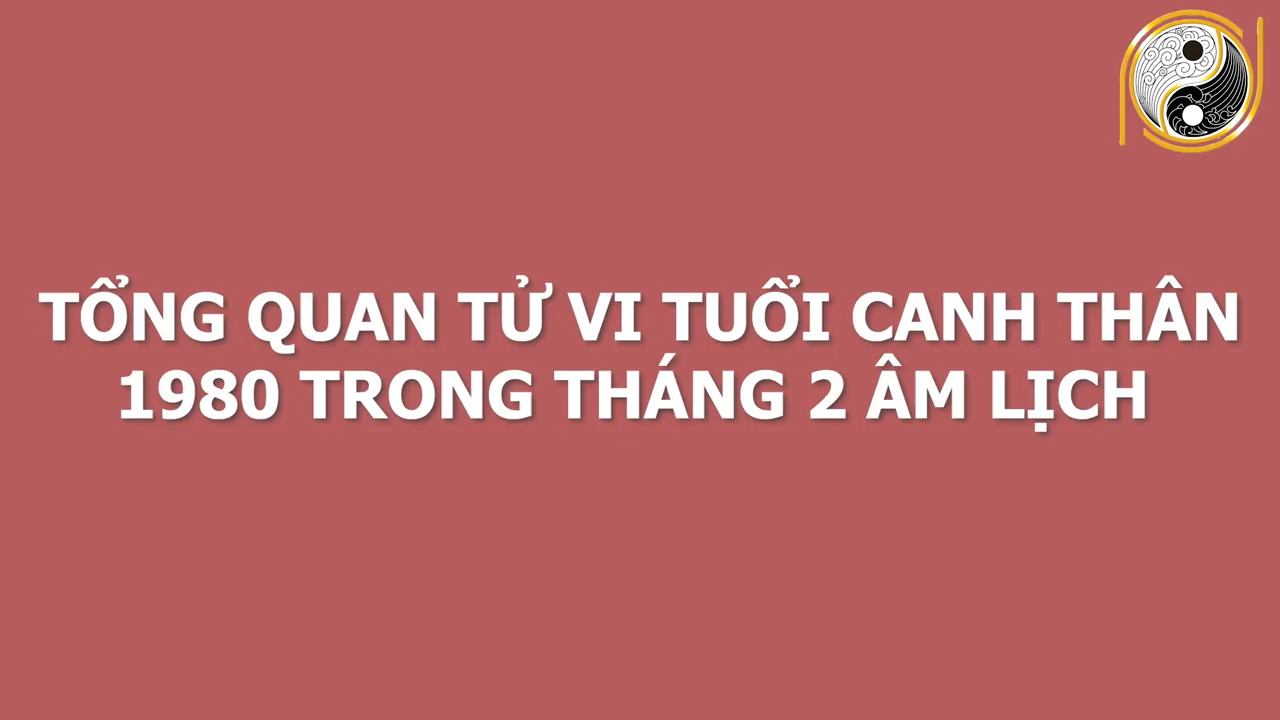 TỔNG QUAN TỬ VI TUỔI CANH THÂN
1980 TRONG THÁNG 2 ÂM LỊCH